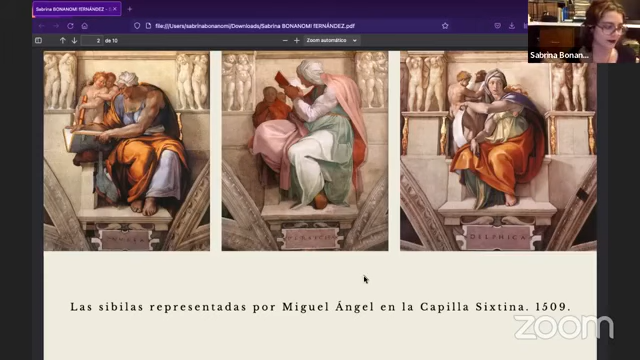 Sabrina BONANOMI FERNÁNDEZ
file:///Users/sabrinabonanomi/Downloads/Sabrina BONANOMI FERNÁNDEZ.pdf
2 de 10
Zoom automático
Sabrina Bonan...
DELPHICA
Las sibilas representadas por Miguel Ángel en la Capilla Sixtina. 1509.
zoom